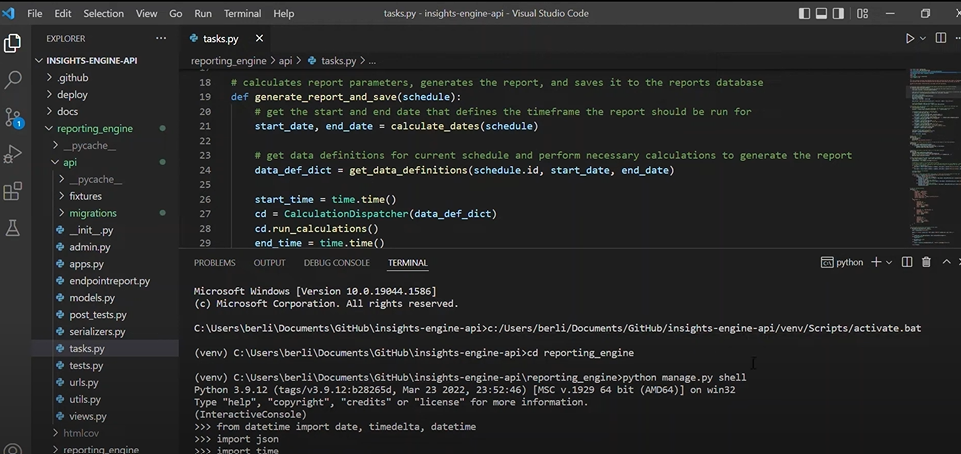 File Edit Selection View Go Run Terminal Help
tasks.py - insights-engine-api - Visual Studio Code
EXPLORER
INSIGHTS-ENGINE-API
.github
deploy
docs
reporting_engine
__pycache__
api
__pycache__
fixtures
migrations
__init__.py
admin.py
apps.py
endpointreport.py
models.py
post_tests.py
serializers.py
tasks.py
tests.py
urls.py
utils.py
views.py
htmlcov
reporting_engine
1
tasks.py
reporting_engine > api > tasks.py > ...
18 # calculates report parameters, generates the report, and saves it to the reports database
19 def generate_report_and_save(schedule):
20 # get the start and end date that defines the timeframe the report should be run for
21 start_date, end_date = calculate_dates(schedule)
22
23 # get data definitions for current schedule and perform necessary calculations to generate the report
24 data_def_dict = get_data_definitions(schedule.id, start_date, end_date)
25
26 start_time = time.time()
27 cd = CalculationDispatcher(data_def_dict)
28 cd.run_calculations()
29 end_time = time.time()
PROBLEMS OUTPUT DEBUG CONSOLE TERMINAL
python
Microsoft Windows [Version 10.0.19044.1586]
(c) Microsoft Corporation. All rights reserved.
C:\Users\berli\Documents\GitHub\insights-engine-api>c:/Users/berli/Documents/GitHub/insights-engine-api/venv/Scripts/activate.bat
(venv) C:\Users\berli\Documents\GitHub\insights-engine-api>cd reporting_engine
(venv) C:\Users\berli\Documents\GitHub\insights-engine-api\reporting_engine>python manage.py shell
Python 3.9.12 (tags/v3.9.12:b28265d, Mar 23 2022, 23:52:46) [MSC v.1929 64 bit (AMD64)] on win32
Type "help", "copyright", "credits" or "license" for more information.
(InteractiveConsole)
>>> from datetime import date, timedelta, datetime
>>> import json
>>> import time